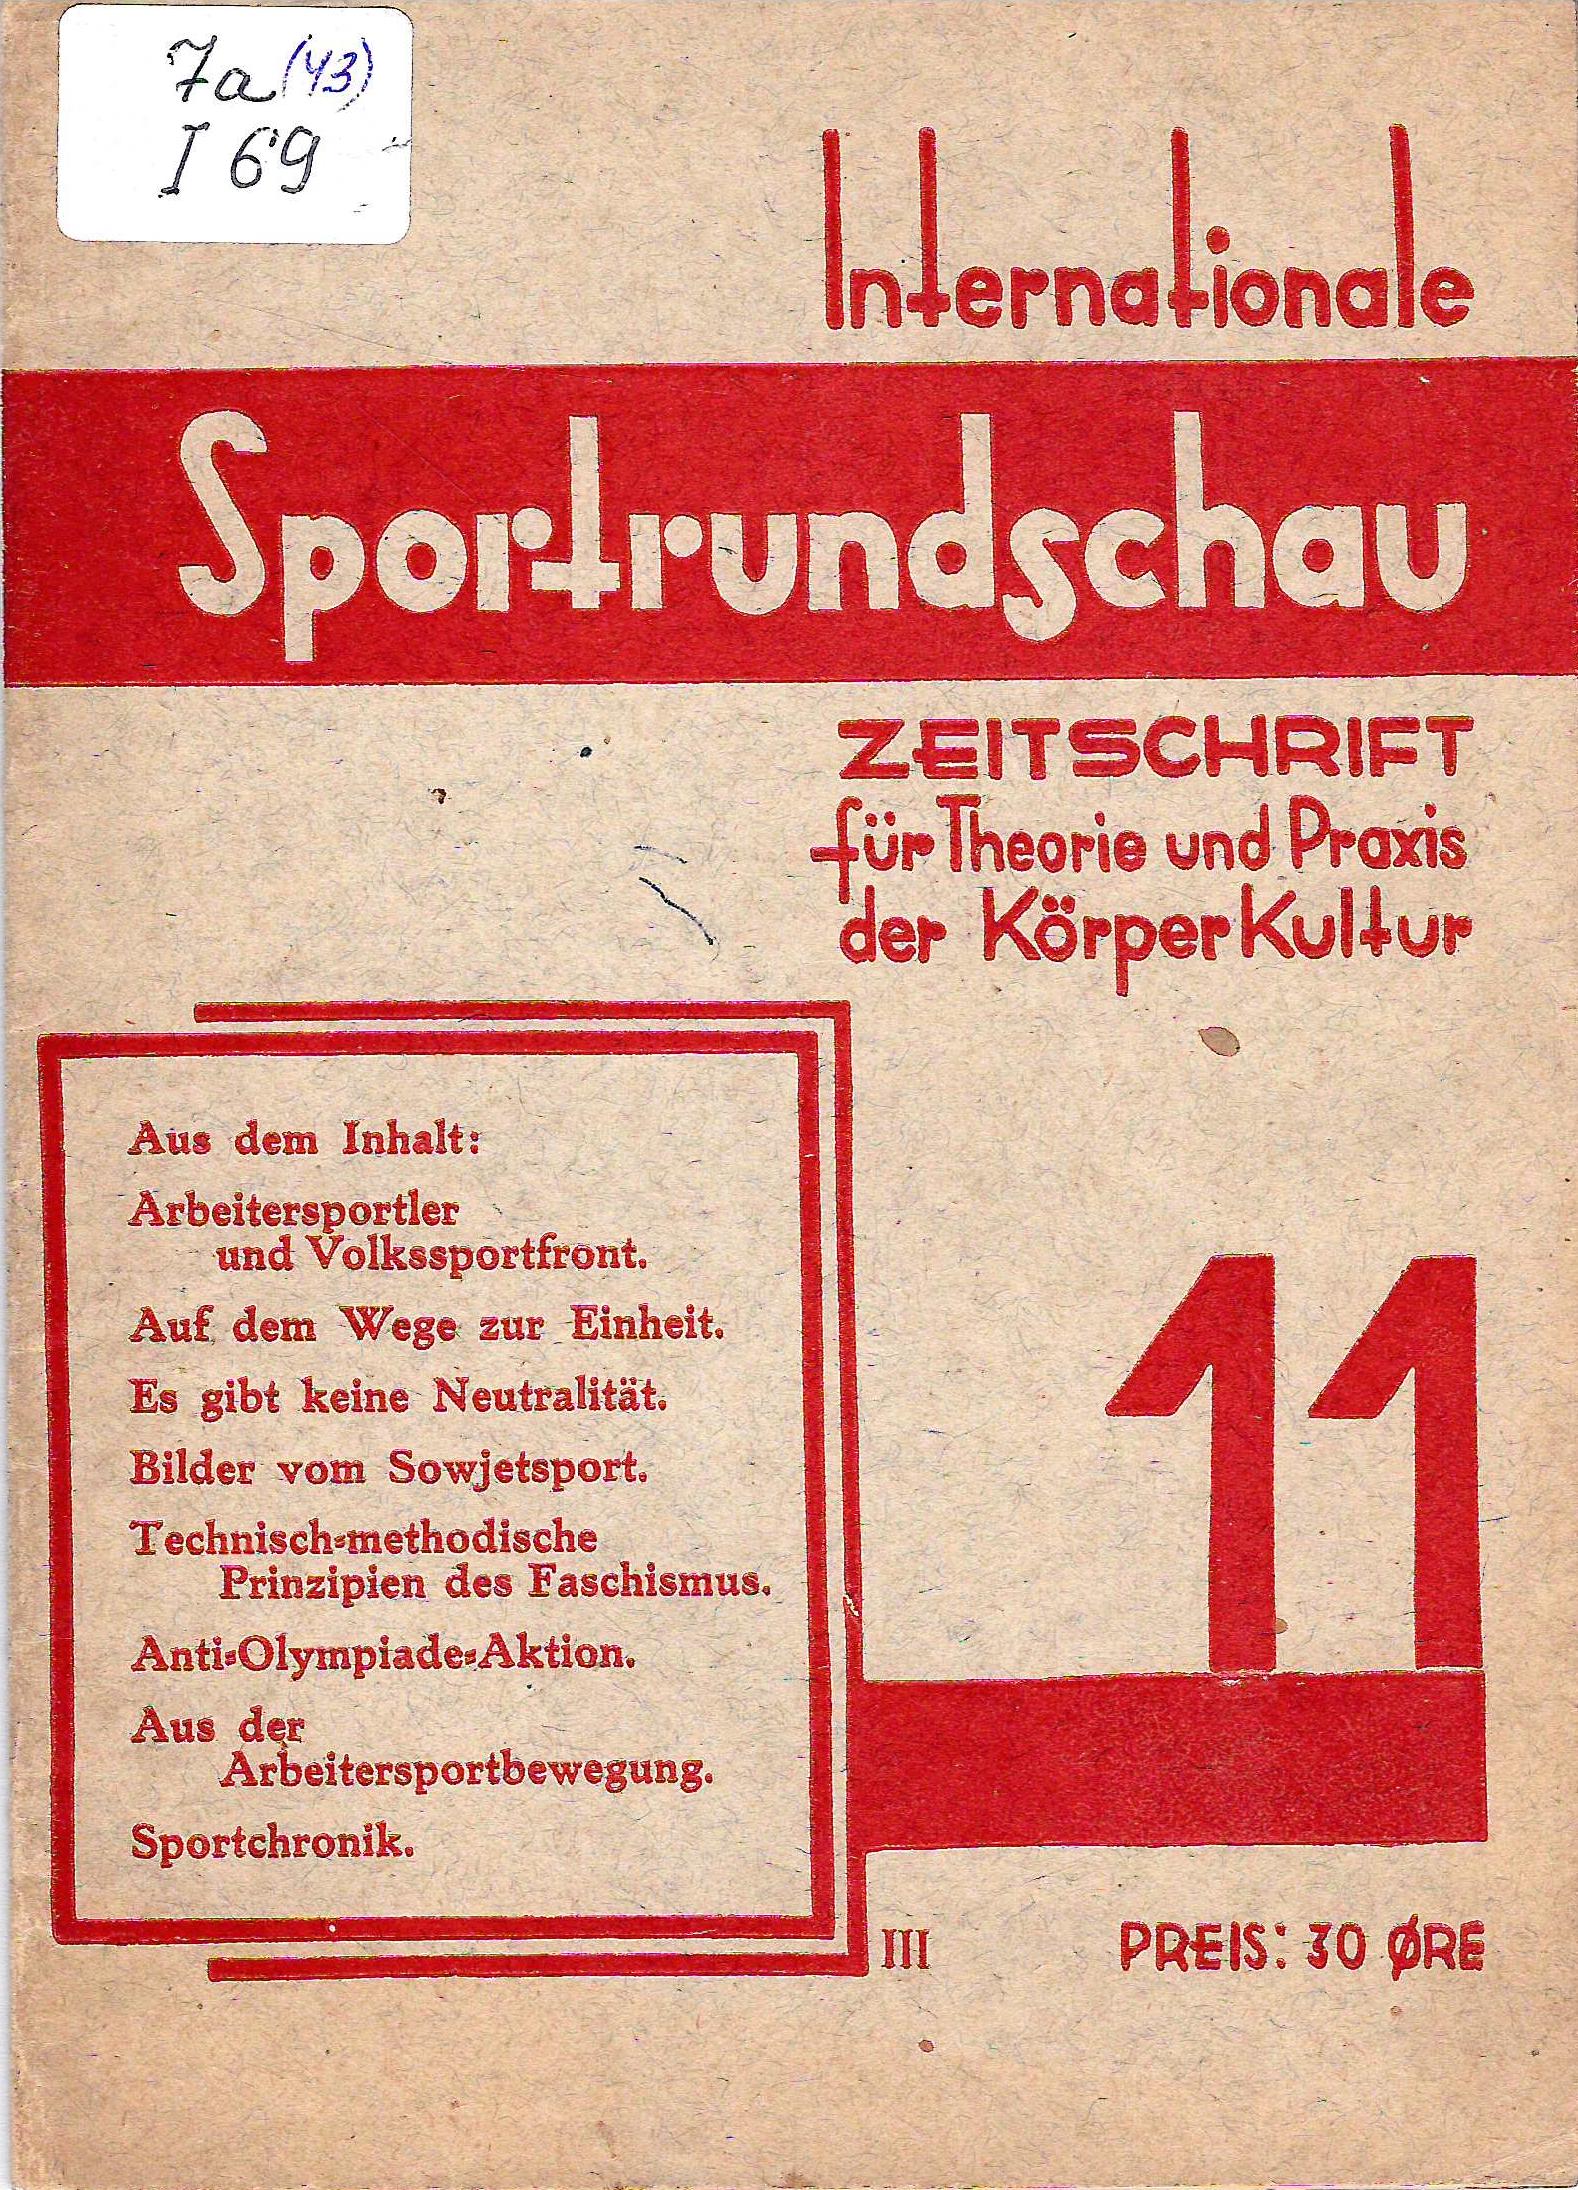 7a (43)
I 69
Internationale
Sportrundschau
ZEITSCHRIFT
für Theorie und Praxis
der KörperKultur
Aus dem Inhalt:
Arbeitersportler
und Volkssportfront.
Auf dem Wege zur Einheit.
Es gibt keine Neutralität.
Bilder vom Sowjetsport.
Technisch-methodische
Prinzipien des Faschismus.
Anti-Olympiade-Aktion.
Aus der
Arbeitersportbewegung.
Sportchronik.
11
III
PREIS: 30 ØRE